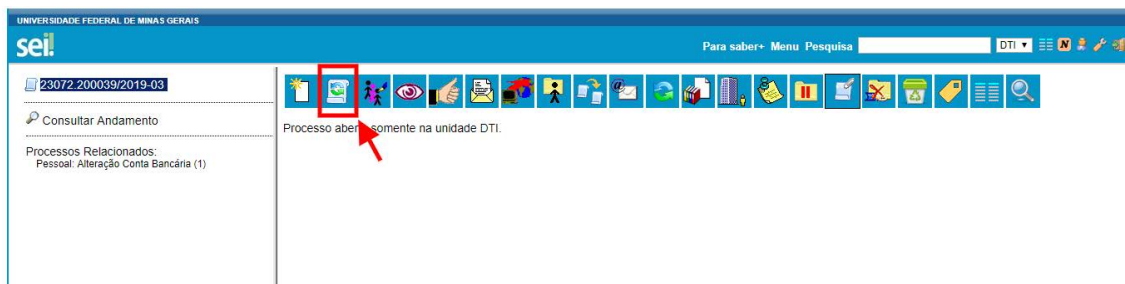 UNIVERSIDADE FEDERAL DE MINAS GERAIS
sei!
Para saber+ Menu Pesquisa
DTI
N
23072.200039/2019-03
Consultar Andamento
Processos Relacionados:
Pessoal: Alteração Conta Bancária (1)
Processo aber somente na unidade DTI.